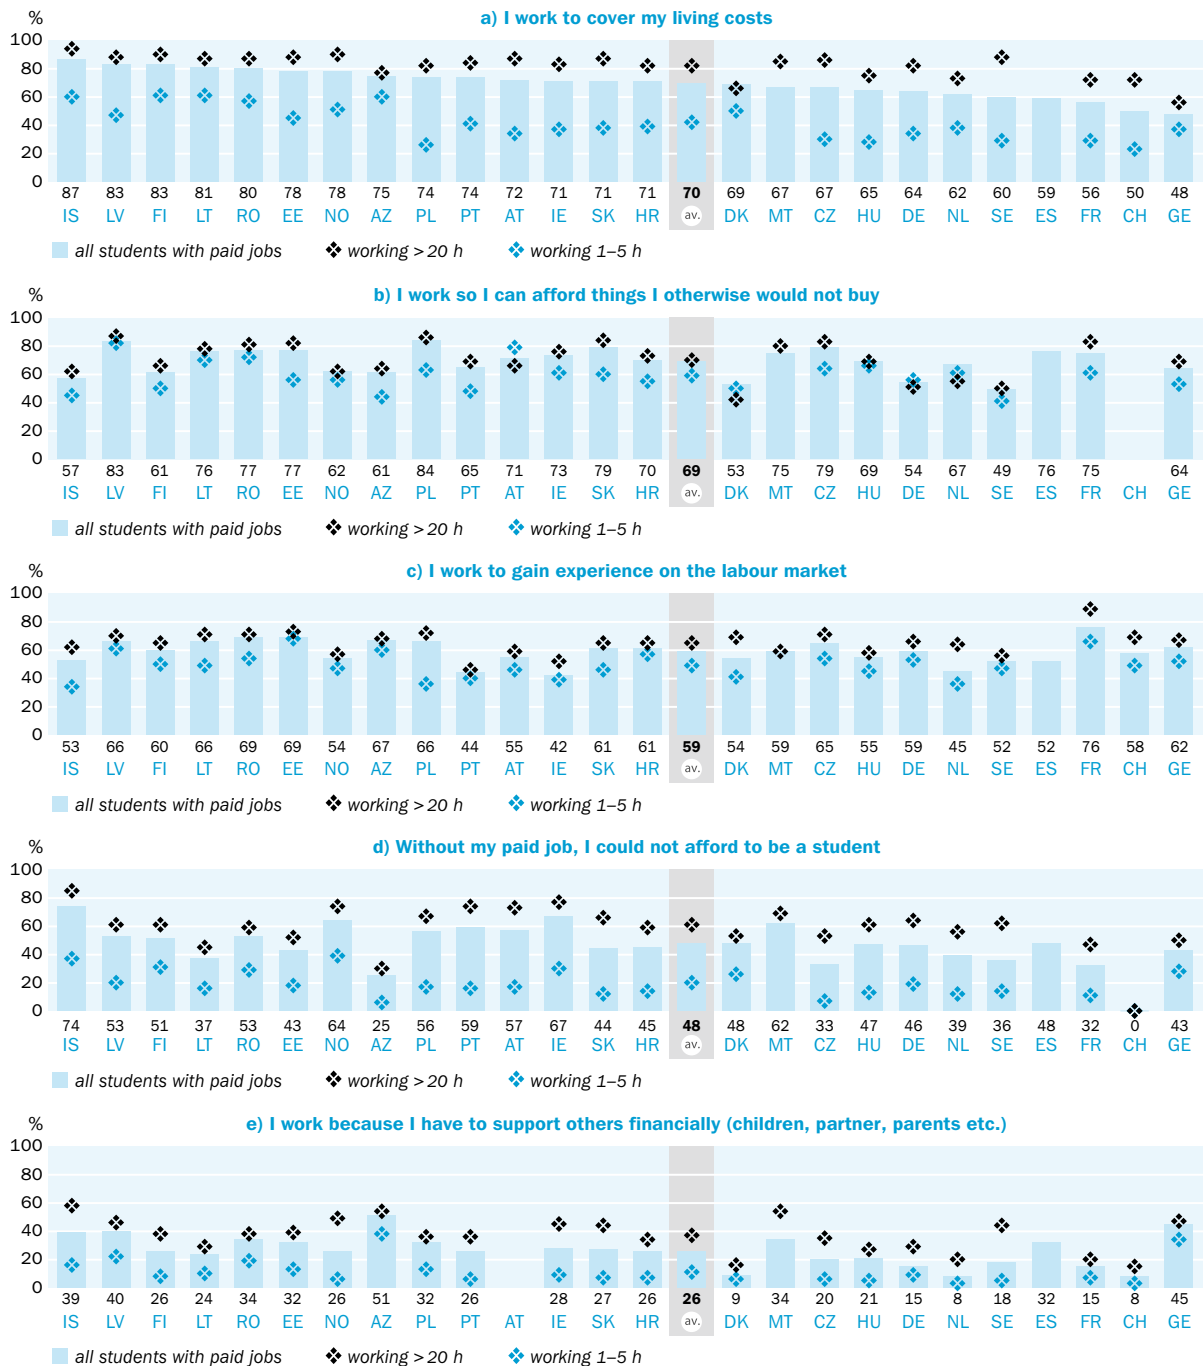 a) I work to cover my living costs
%
100
80
60
40
20
0
87 83 83 81 80 78 78 75 74 74 72 71 71 71 70 69 67 67 65 64 62 60 59 56 50 48
IS LV FI LT RO EE NO AZ PL PT AT IE SK HR av. DK MT CZ HU DE NL SE ES FR CH GE
all students with paid jobs working > 20 h working 1–5 h
b) I work so I can afford things I otherwise would not buy
%
100
80
60
40
20
0
57 83 61 76 77 77 62 61 84 65 71 73 79 70 69 53 75 79 69 54 67 49 76 75 64
IS LV FI LT RO EE NO AZ PL PT AT IE SK HR av. DK MT CZ HU DE NL SE ES FR CH GE
all students with paid jobs working > 20 h working 1–5 h
c) I work to gain experience on the labour market
%
100
80
60
40
20
0
53 66 60 66 69 69 54 67 66 44 55 42 61 61 59 54 59 65 55 59 45 52 52 76 58 62
IS LV FI LT RO EE NO AZ PL PT AT IE SK HR av. DK MT CZ HU DE NL SE ES FR CH GE
all students with paid jobs working > 20 h working 1–5 h
d) Without my paid job, I could not afford to be a student
%
100
80
60
40
20
0
74 53 51 37 53 43 64 25 56 59 57 67 44 45 48 48 62 33 47 46 39 36 48 32 0 43
IS LV FI LT RO EE NO AZ PL PT AT IE SK HR av. DK MT CZ HU DE NL SE ES FR CH GE
all students with paid jobs working > 20 h working 1–5 h
e) I work because I have to support others financially (children, partner, parents etc.)
%
100
80
60
40
20
0
39 40 26 24 34 32 26 51 32 26 28 27 26 26 9 34 20 21 15 8 18 32 15 8 45
IS LV FI LT RO EE NO AZ PL PT AT IE SK HR av. DK MT CZ HU DE NL SE ES FR CH GE
all students with paid jobs working > 20 h working 1–5 h